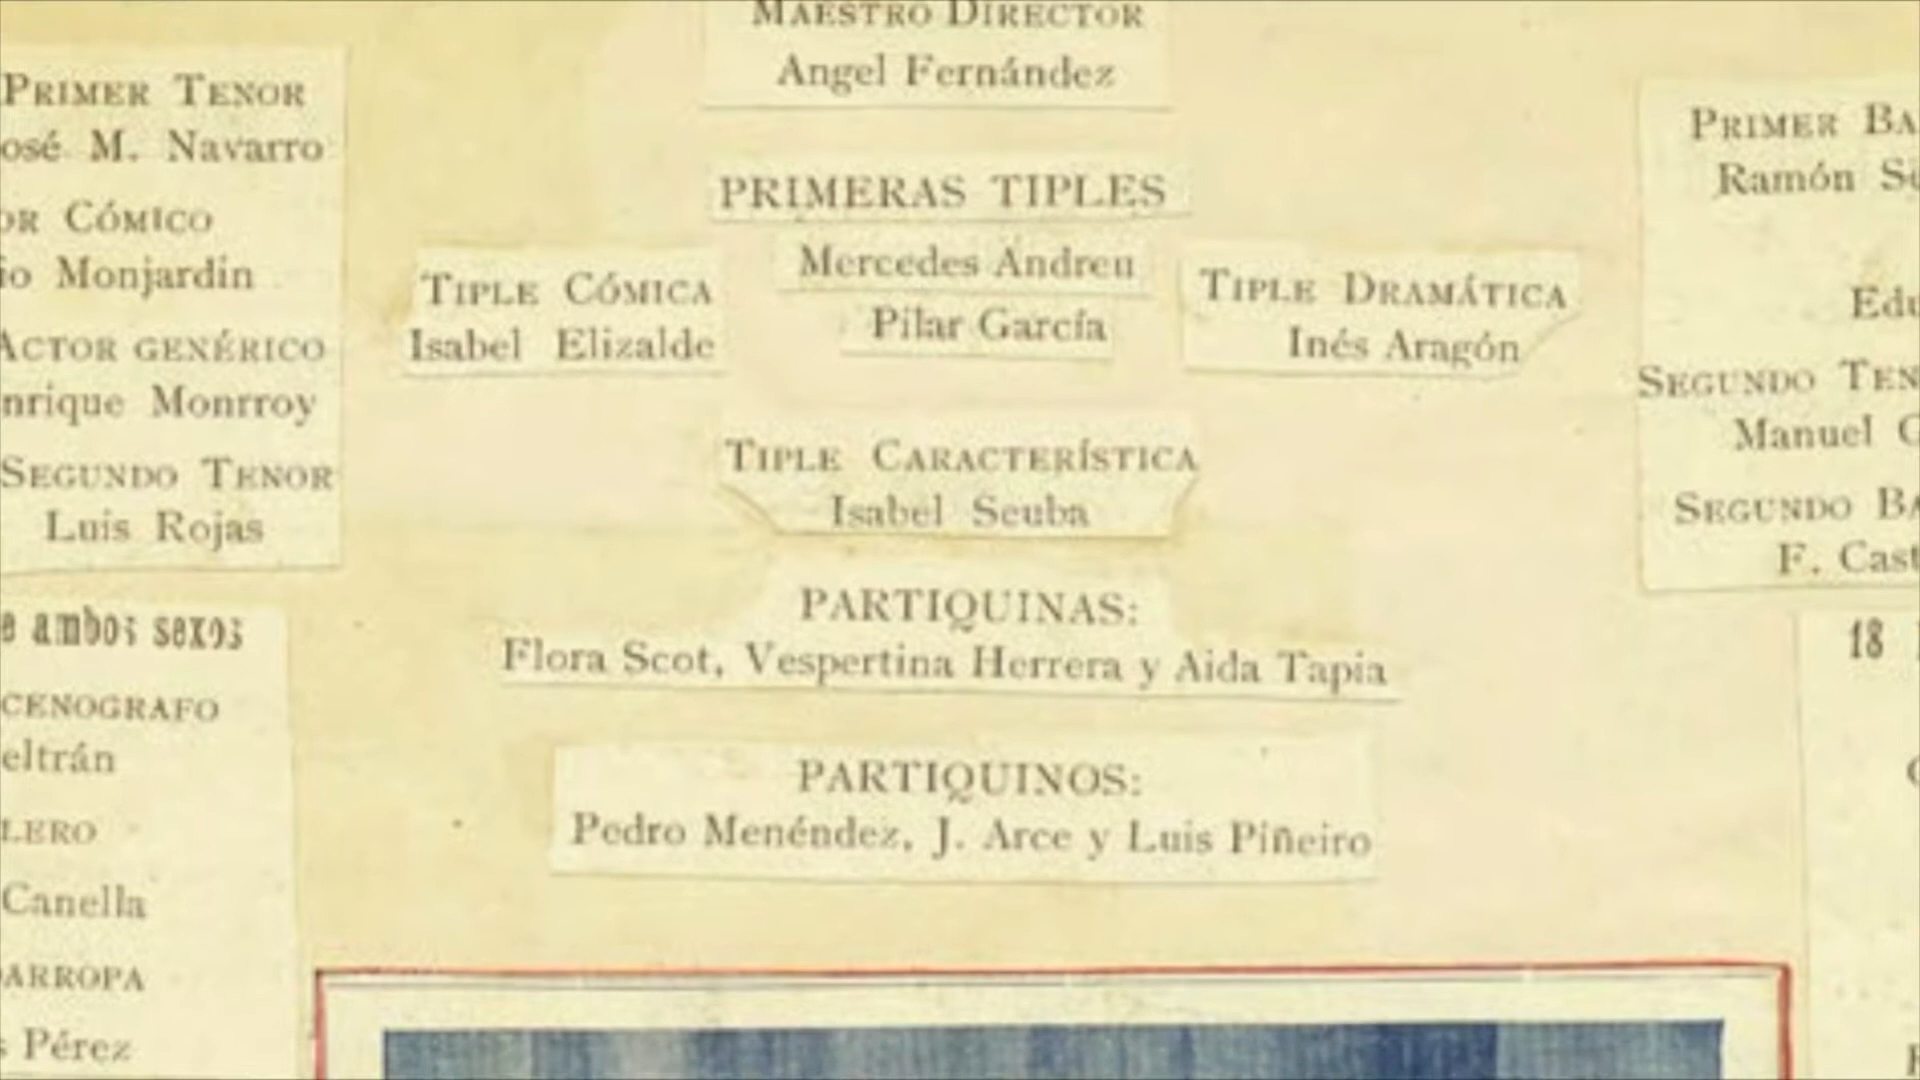 MAESTRO DIRECTOR
Angel Fernández
PRIMER TENOR
osé M. Navarro
OR CÓMICO
io Monjardin
ACTOR GENÉRICO
nrique Monrroy
SEGUNDO TENOR
Luis Rojas
PRIMERAS TIPLES
Mercedes Andreu
Pilar García
TIPLE CÓMICA
Isabel Elizalde
TIPLE DRAMÁTICA
Inés Aragón
TIPLE CARACTERÍSTICA
Isabel Seuba
PARTIQUINAS:
Flora Scot, Vespertina Herrera y Aida Tapia
PARTIQUINOS:
Pedro Menéndez, J. Arce y Luis Piñeiro
PRIMER BA
Ramón
Edu
SEGUNDO TEN
Manuel G
SEGUNDO BA
F. Cast
e ambos sexos
CENOGRAFO
eltrán
LERO
Canella
DARROPA
s Pérez
18